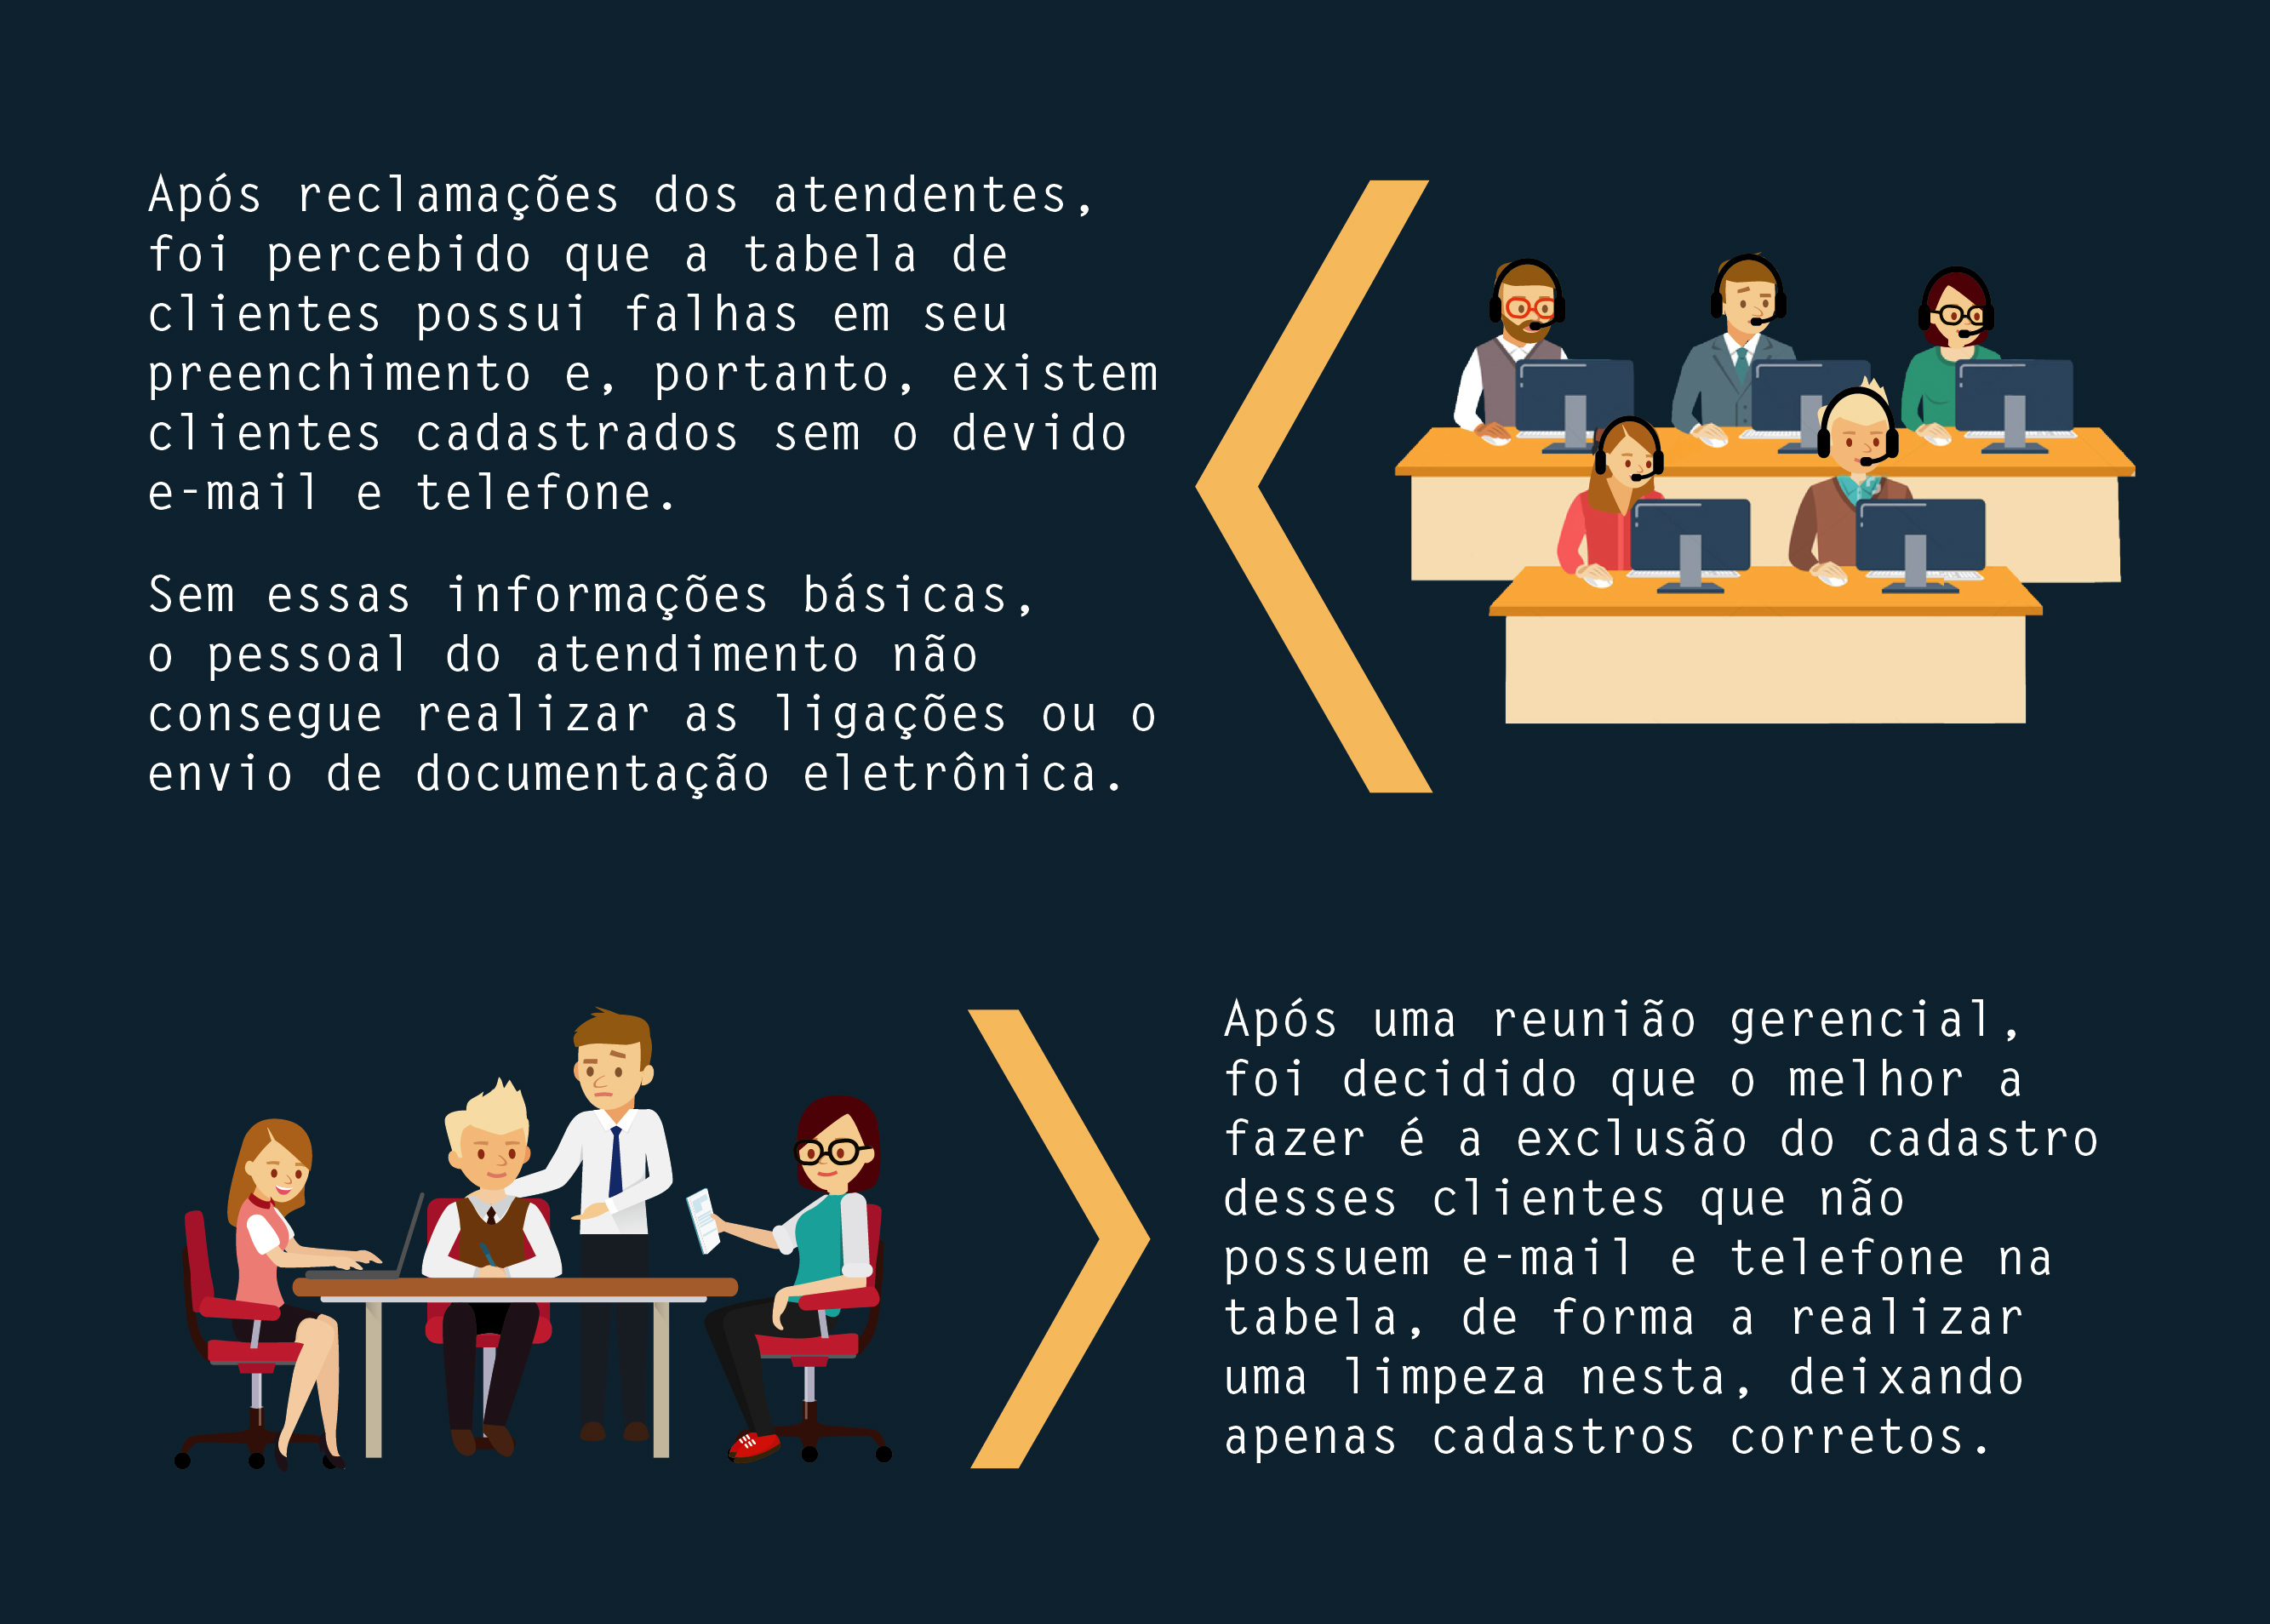 Após reclamações dos atendentes,
foi percebido que a tabela de
clientes possui falhas em seu
preenchimento e, portanto, existem
clientes cadastrados sem o devido
e-mail e telefone.
Sem essas informações básicas,
o pessoal do atendimento não
consegue realizar as ligações ou o
envio de documentação eletrônica.
Após uma reunião gerencial,
foi decidido que o melhor a
fazer é a exclusão do cadastro
desses clientes que não
possuem e-mail e telefone na
tabela, de forma a realizar
uma limpeza nesta, deixando
apenas cadastros corretos.